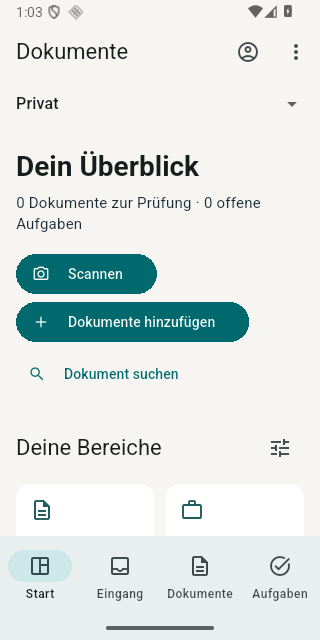 1:03
Dokumente
Privat
Dein Überblick
0 Dokumente zur Prüfung · 0 offene
Aufgaben
Scannen
Dokumente hinzufügen
Dokument suchen
Deine Bereiche
Start
Eingang
Dokumente
Aufgaben